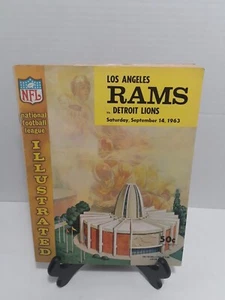 NFL
national
football
league
ILLUSTRATED
LOS ANGELES
RAMS
vs DETROIT LIONS
Saturday, September 14, 1963
50¢